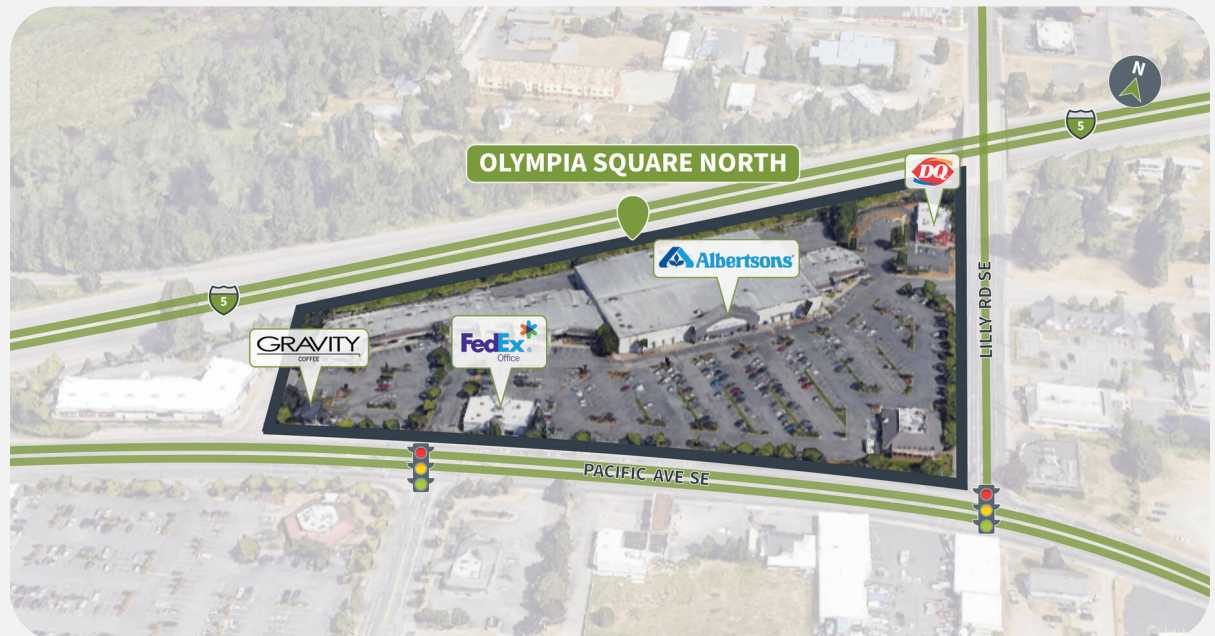 N
5
OLYMPIA SQUARE NORTH
DQ
Albertsons
5
GRAVITY
COFFEE
FedEx
Office
LILLY RD SE
PACIFIC AVE SE